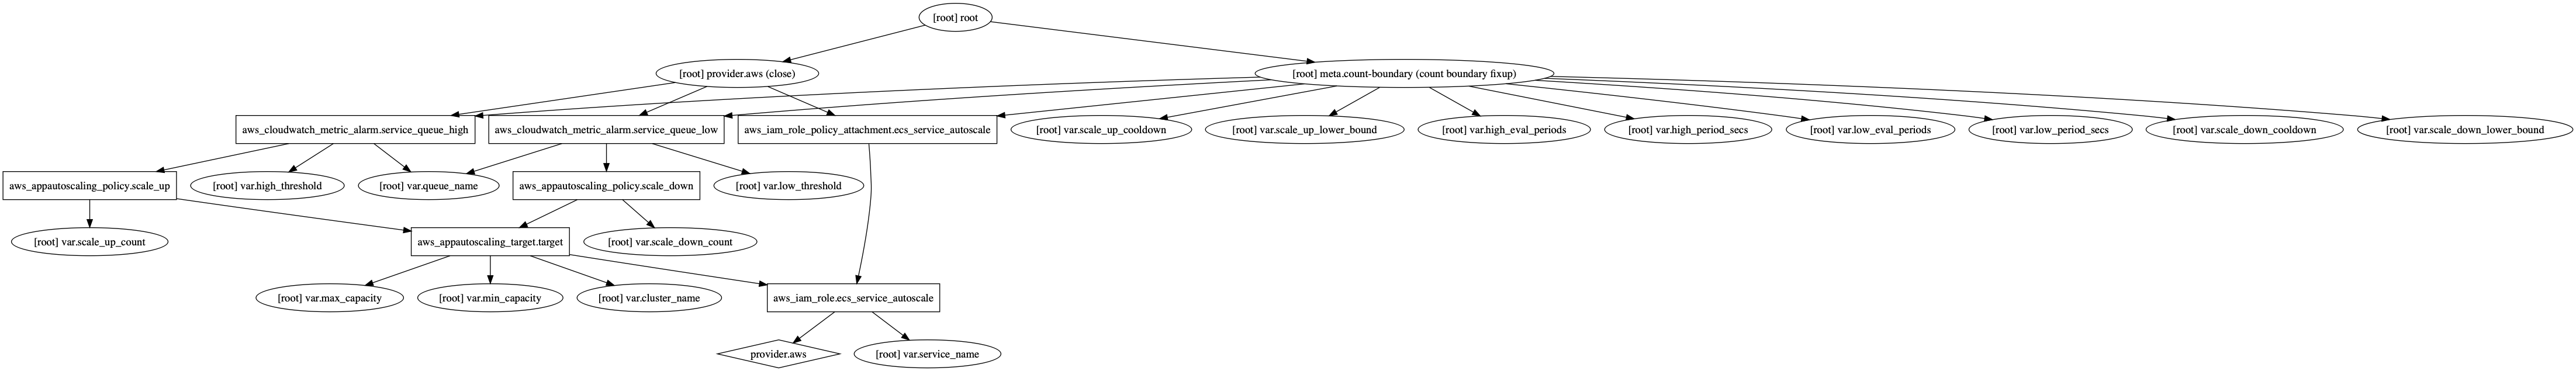 [root] root
[root] provider.aws (close)
[root] meta.count-boundary (count boundary fixup)
aws_cloudwatch_metric_alarm.service_queue_high
aws_cloudwatch_metric_alarm.service_queue_low
aws_iam_role_policy_attachment.ecs_service_autoscale
[root] var.scale_up_cooldown
[root] var.scale_up_lower_bound
[root] var.high_eval_periods
[root] var.high_period_secs
[root] var.low_eval_periods
[root] var.low_period_secs
[root] var.scale_down_cooldown
[root] var.scale_down_lower_bound
aws_appautoscaling_policy.scale_up
[root] var.high_threshold
[root] var.queue_name
aws_appautoscaling_policy.scale_down
[root] var.low_threshold
[root] var.scale_up_count
aws_appautoscaling_target.target
[root] var.scale_down_count
[root] var.max_capacity
[root] var.min_capacity
[root] var.cluster_name
aws_iam_role.ecs_service_autoscale
provider.aws
[root] var.service_name